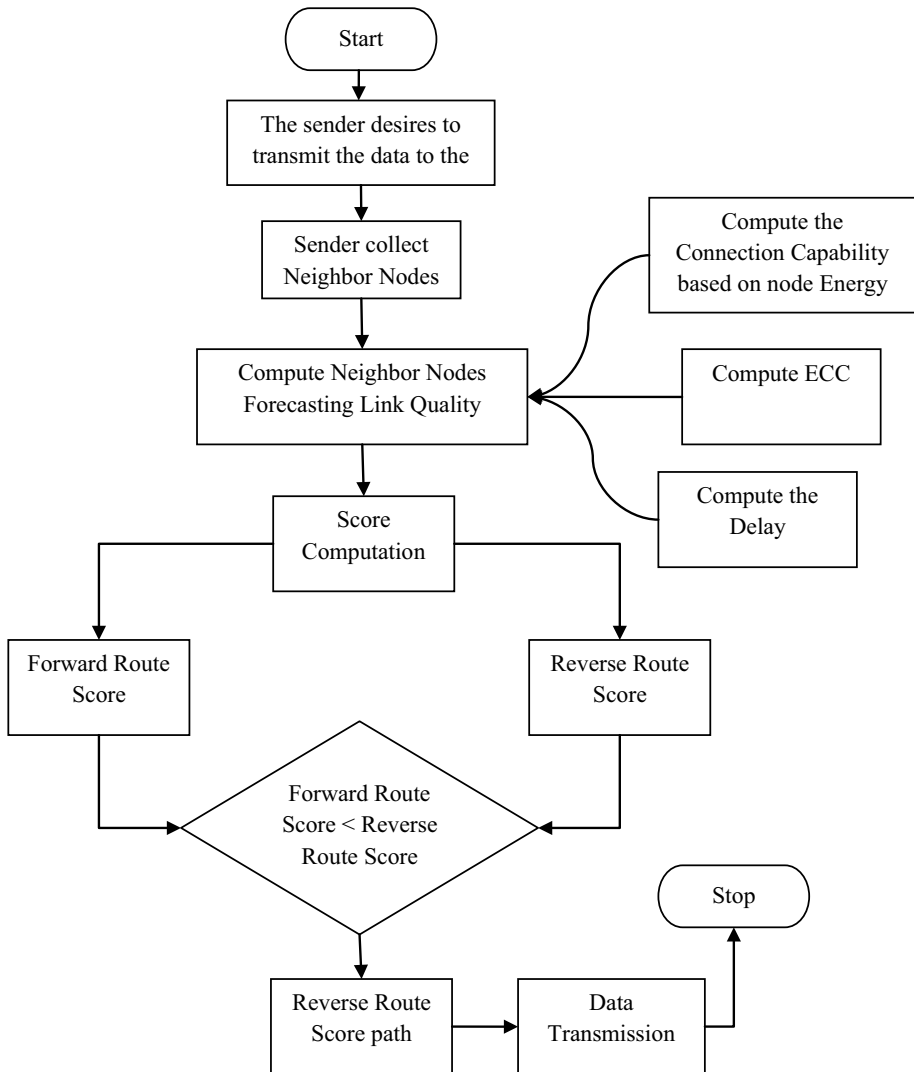 Start
The sender desires to
transmit the data to the
Sender collect
Neighbor Nodes
Compute the
Connection Capability
based on node Energy
Compute Neighbor Nodes
Forecasting Link Quality
Compute ECC
Compute the
Delay
Score
Computation
Forward Route
Score
Reverse Route
Score
Forward Route
Score < Reverse
Route Score
Stop
Reverse Route
Score path
Data
Transmission